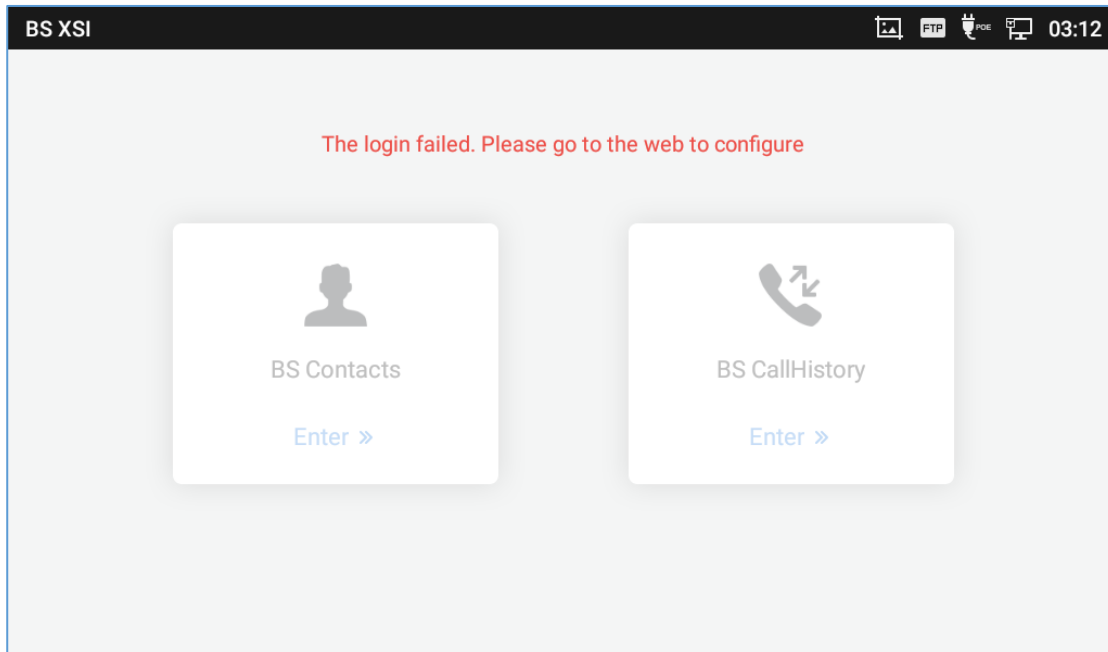 BS XSI
FTP
POE
03:12
The login failed. Please go to the web to configure
BS Contacts
BS CallHistory
Enter »
Enter »